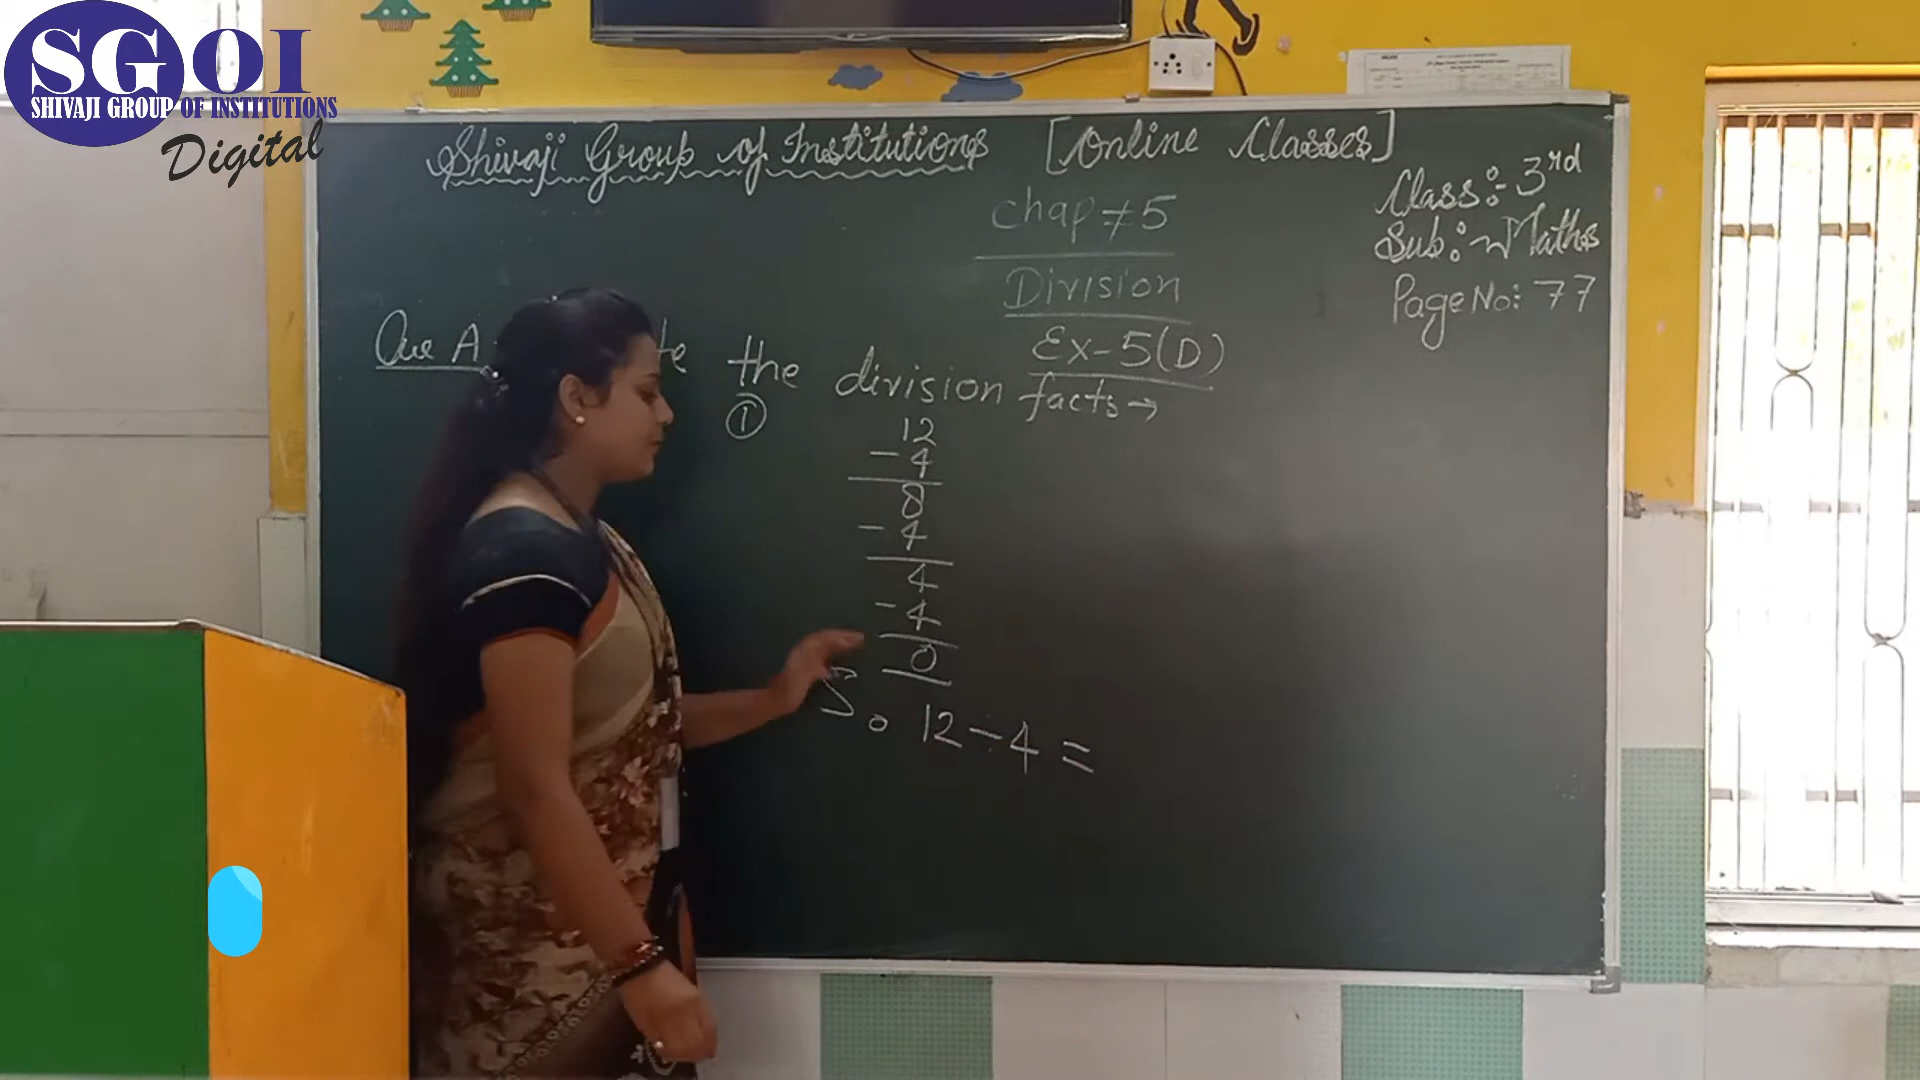 SGOI
SHIVAJI GROUP OF INSTITUTIONS
Digital
Shivaji Group of Institutions [Online Classes]
Class:- 3rd
Sub:- Maths
Page No: 77
Chap ≠ 5
Division
Ex-5(D)
Que A the division facts→
①
12
- 4
8
- 4
4
- 4
0
So 12 ÷ 4 =